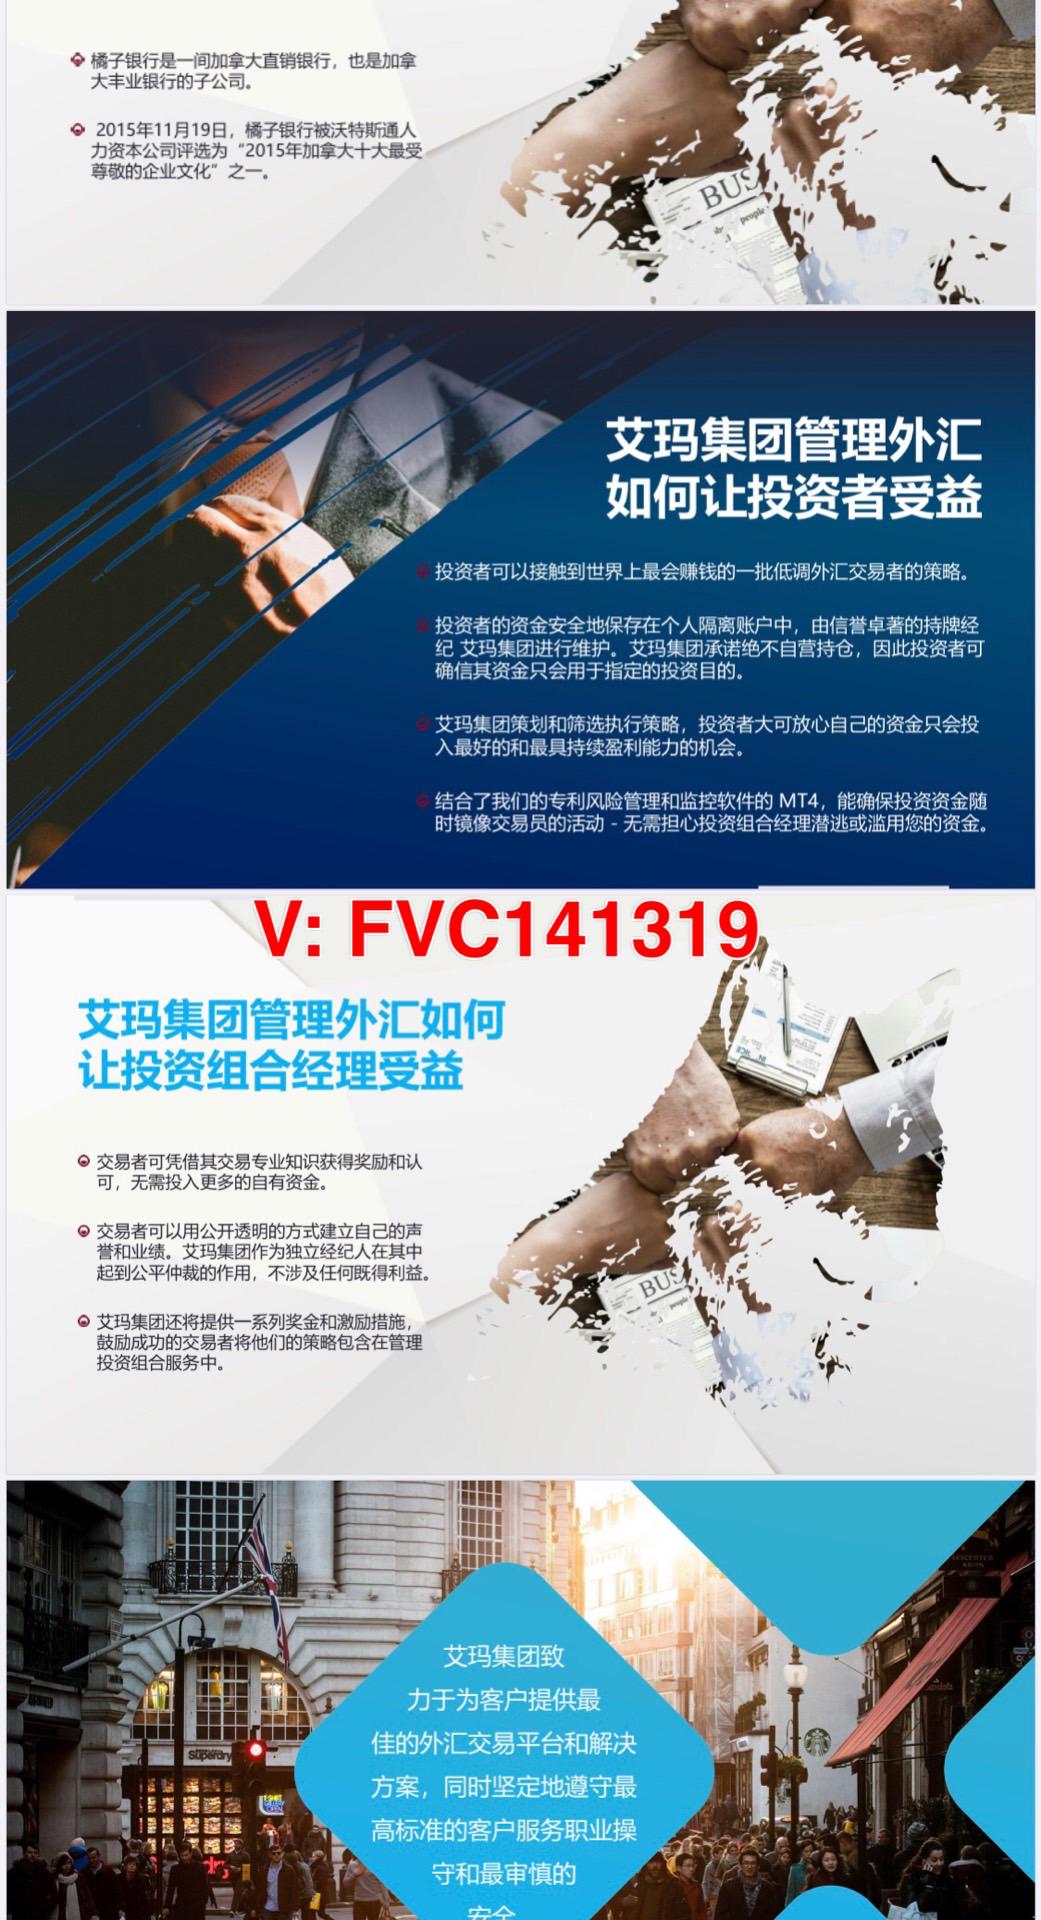 橘子银行是一间加拿大直销银行，也是加拿
大丰业银行的子公司。
2015年11月19日，橘子银行被沃特斯通人
力资本公司评选为“2015年加拿大十大最受
尊敬的企业文化”之一。
BUS
people
艾玛集团管理外汇
如何让投资者受益
投资者可以接触到世界上最会赚钱的一批低调外汇交易者的策略。
投资者的资金安全地保存在个人隔离账户中，由信誉卓著的持牌经
纪 艾玛集团进行维护。艾玛集团承诺绝不自营持仓，因此投资者可
确信其资金只会用于指定的投资目的。
艾玛集团策划和筛选执行策略，投资者大可放心自己的资金只会投
入最好的和最具持续盈利能力的机会。
结合了我们的专利风险管理和监控软件的 MT4，能确保投资资金随
时镜像交易员的活动 - 无需担心投资组合经理潜逃或滥用您的资金。
V: FVC141319
艾玛集团管理外汇如何
让投资组合经理受益
交易者可凭借其交易专业知识获得奖励和认
可，无需投入更多的自有资金。
交易者可以用公开透明的方式建立自己的声
誉和业绩。艾玛集团作为独立经纪人在其中
起到公平仲裁的作用，不涉及任何既得利益。
艾玛集团还将提供一系列奖金和激励措施，
鼓励成功的交易者将他们的策略包含在管理
投资组合服务中。
BUS
people
LEICESTER
Superdry
艾玛集团致
力于为客户提供最
佳的外汇交易平台和解决
方案，同时坚定地遵守最
高标准的客户服务职业操
守和最审慎的
安全